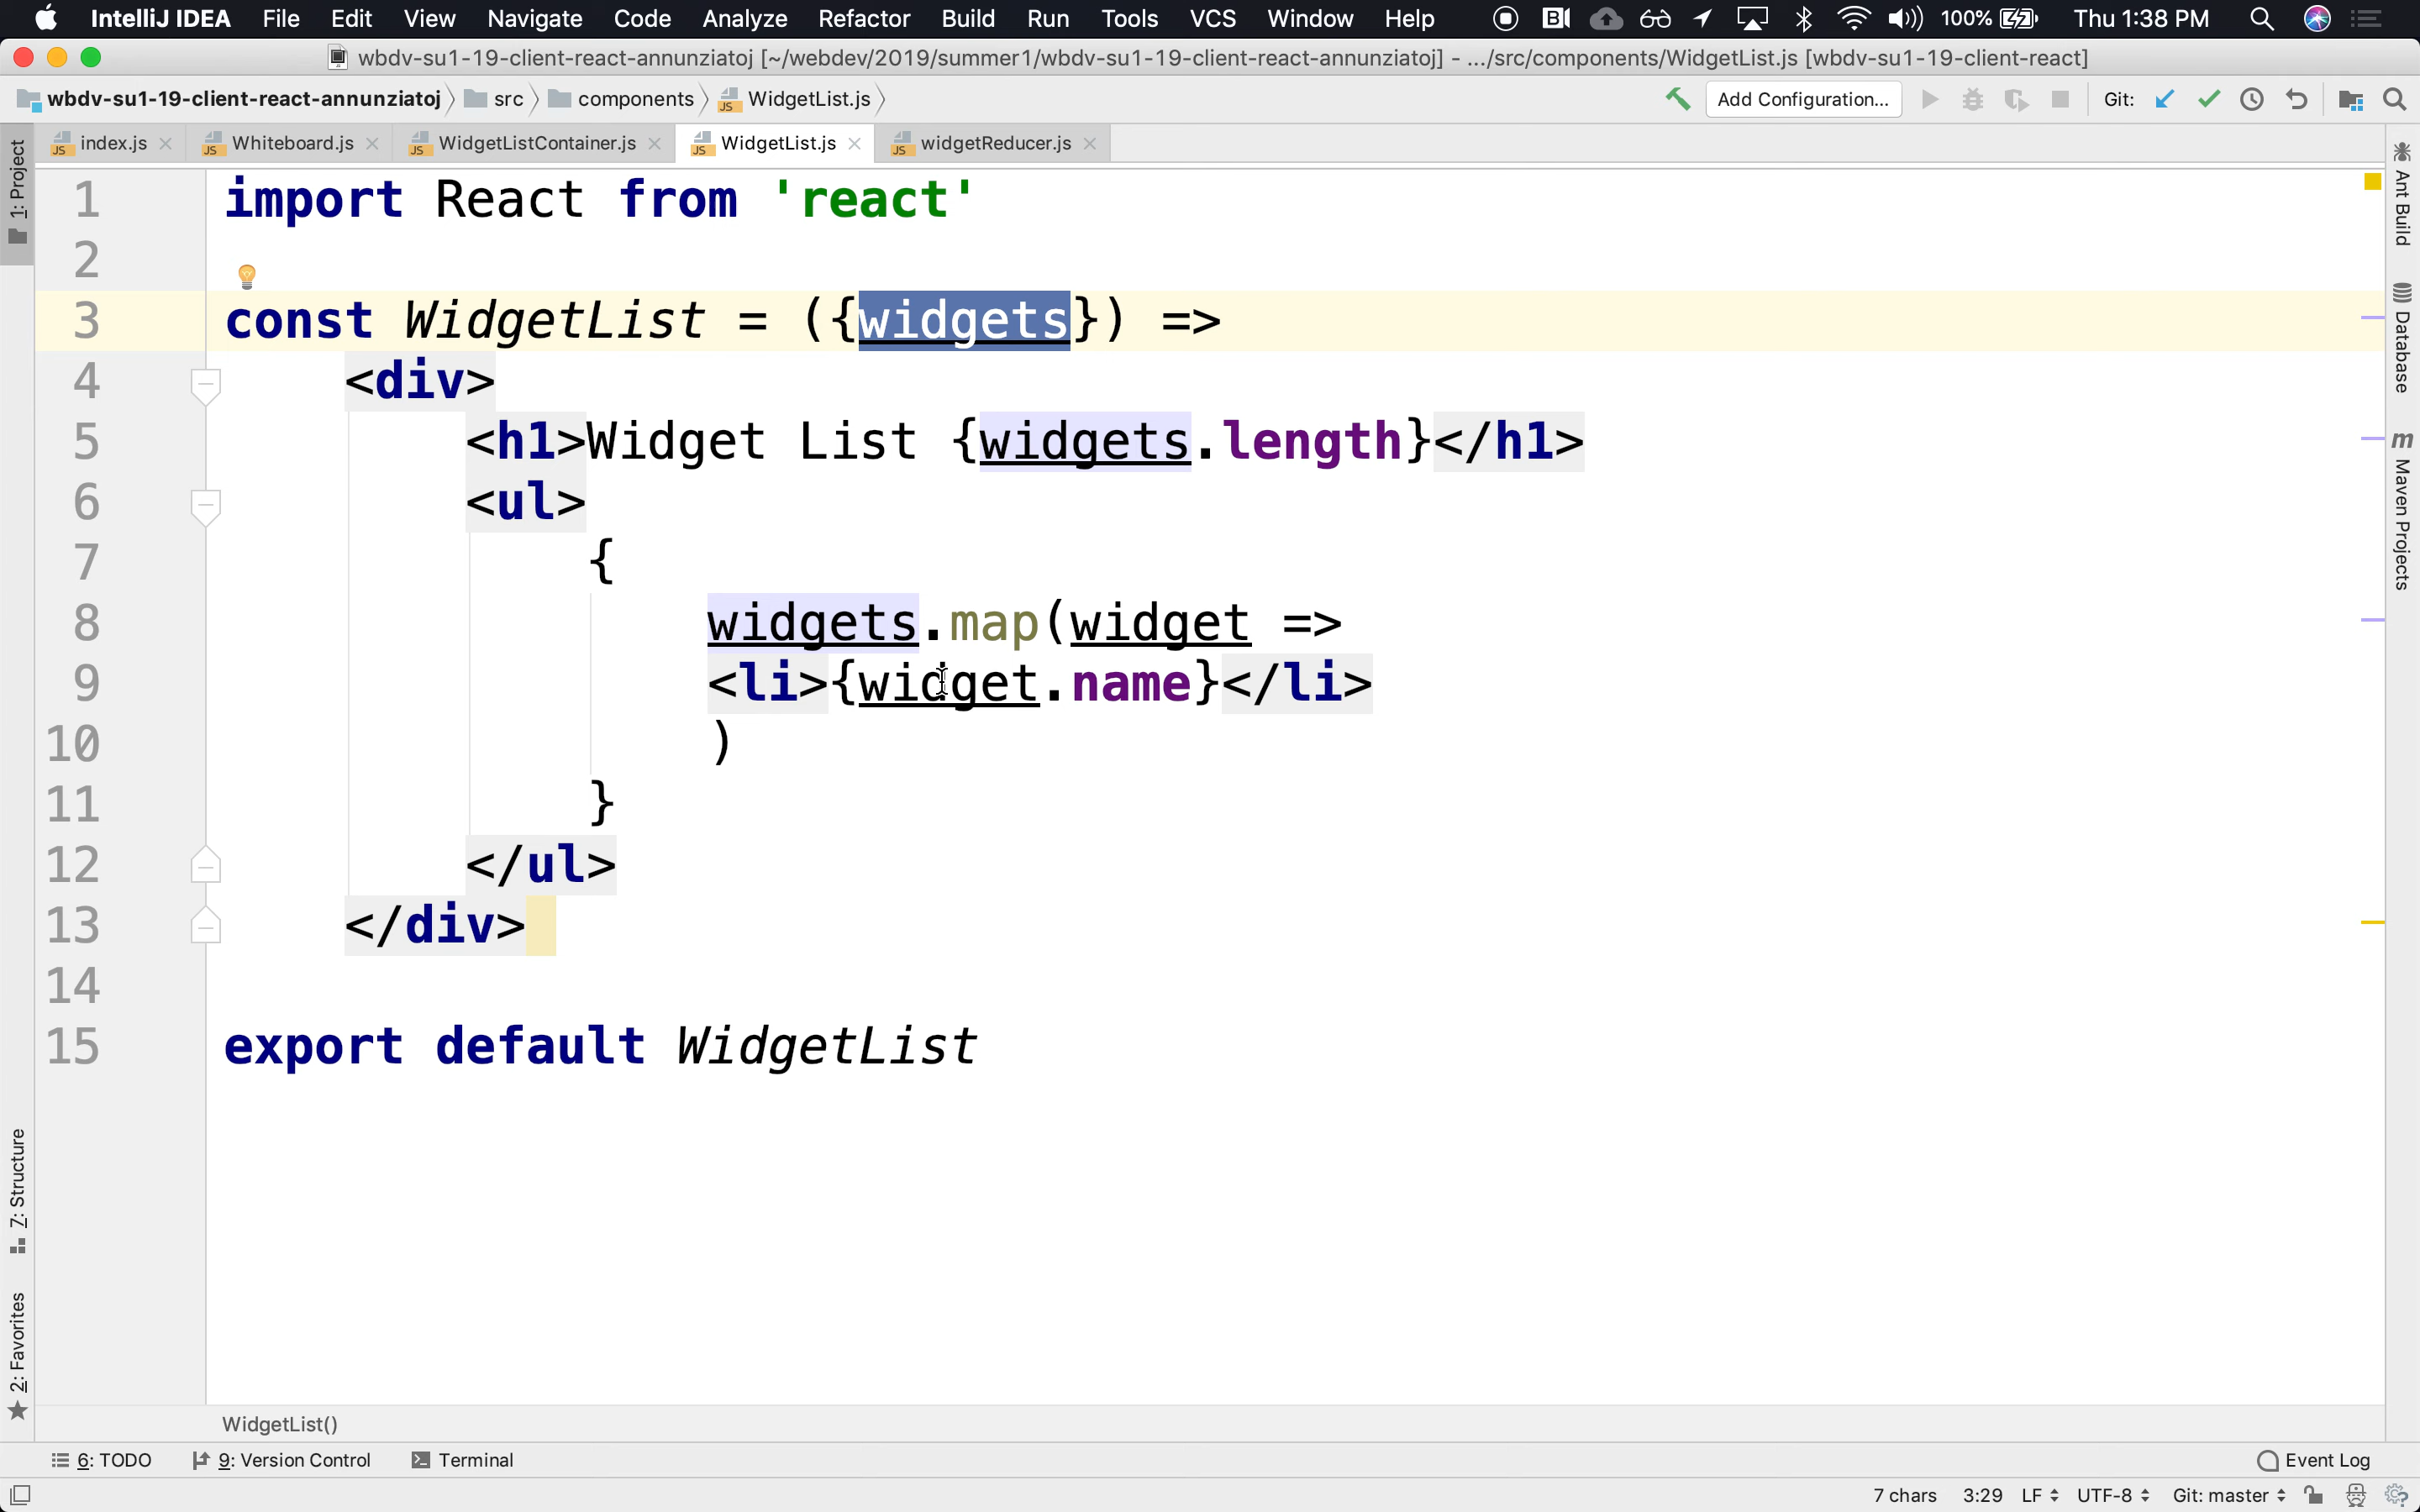 IntelliJ IDEA File Edit View Navigate Code Analyze Refactor Build Run Tools VCS Window Help 100% Thu 1:38 PM
wbdv-su1-19-client-react-annunziatoj [~/webdev/2019/summer1/wbdv-su1-19-client-react-annunziatoj] - .../src/components/WidgetList.js [wbdv-su1-19-client-react]
wbdv-su1-19-client-react-annunziatoj src components WidgetList.js Add Configuration... Git:
index.js Whiteboard.js WidgetListContainer.js WidgetList.js widgetReducer.js
1: Project
7: Structure
2: Favorites
1 import React from 'react'
2
3 const WidgetList = ({widgets}) =>
4 <div>
5 <h1>Widget List {widgets.length}</h1>
6 <ul>
7 {
8 widgets.map(widget =>
9 <li>{widget.name}</li>
10 )
11 }
12 </ul>
13 </div>
14
15 export default WidgetList
Ant Build
Database
m Maven Projects
WidgetList()
6: TODO 9: Version Control Terminal Event Log
7 chars 3:29 LF UTF-8 Git: master